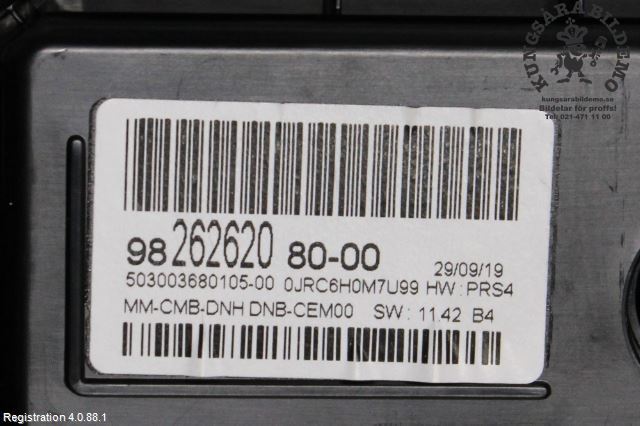 KUNGSÅRA BILDEMO
kungsarabildemo.se
Bildelar för proffs!
Tel: 021-471 11 00
98 262620 80-00
29/09/19
503003680105-00 0JRC6H0M7U99 HW : PRS4
MM-CMB-DNH DNB-CEM00 SW : 11.42 B4
Registration 4.0.88.1